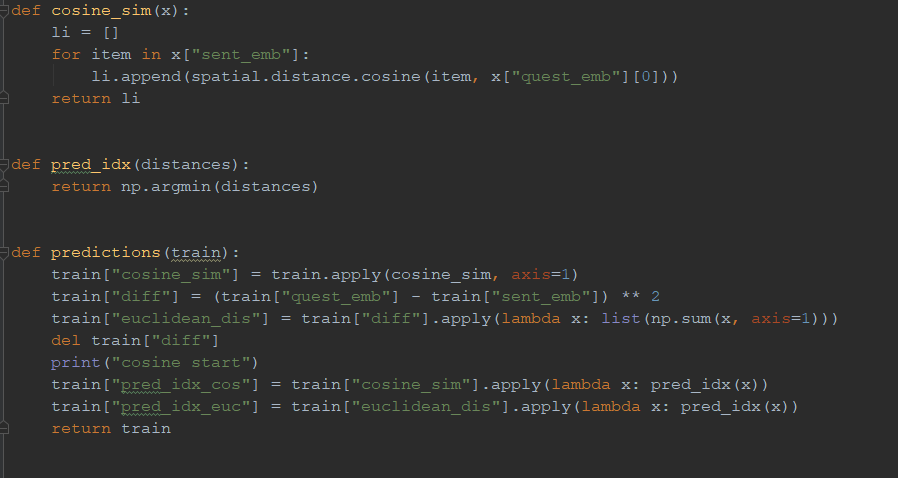 def cosine_sim(x):
    li = []
    for item in x["sent_emb"]:
        li.append(spatial.distance.cosine(item, x["quest_emb"][0]))
    return li
def pred_idx(distances):
    return np.argmin(distances)
def predictions(train):
    train["cosine_sim"] = train.apply(cosine_sim, axis=1)
    train["diff"] = (train["quest_emb"] - train["sent_emb"]) ** 2
    train["euclidean_dis"] = train["diff"].apply(lambda x: list(np.sum(x, axis=1)))
    del train["diff"]
    print("cosine start")
    train["pred_idx_cos"] = train["cosine_sim"].apply(lambda x: pred_idx(x))
    train["pred_idx_euc"] = train["euclidean_dis"].apply(lambda x: pred_idx(x))
    return train